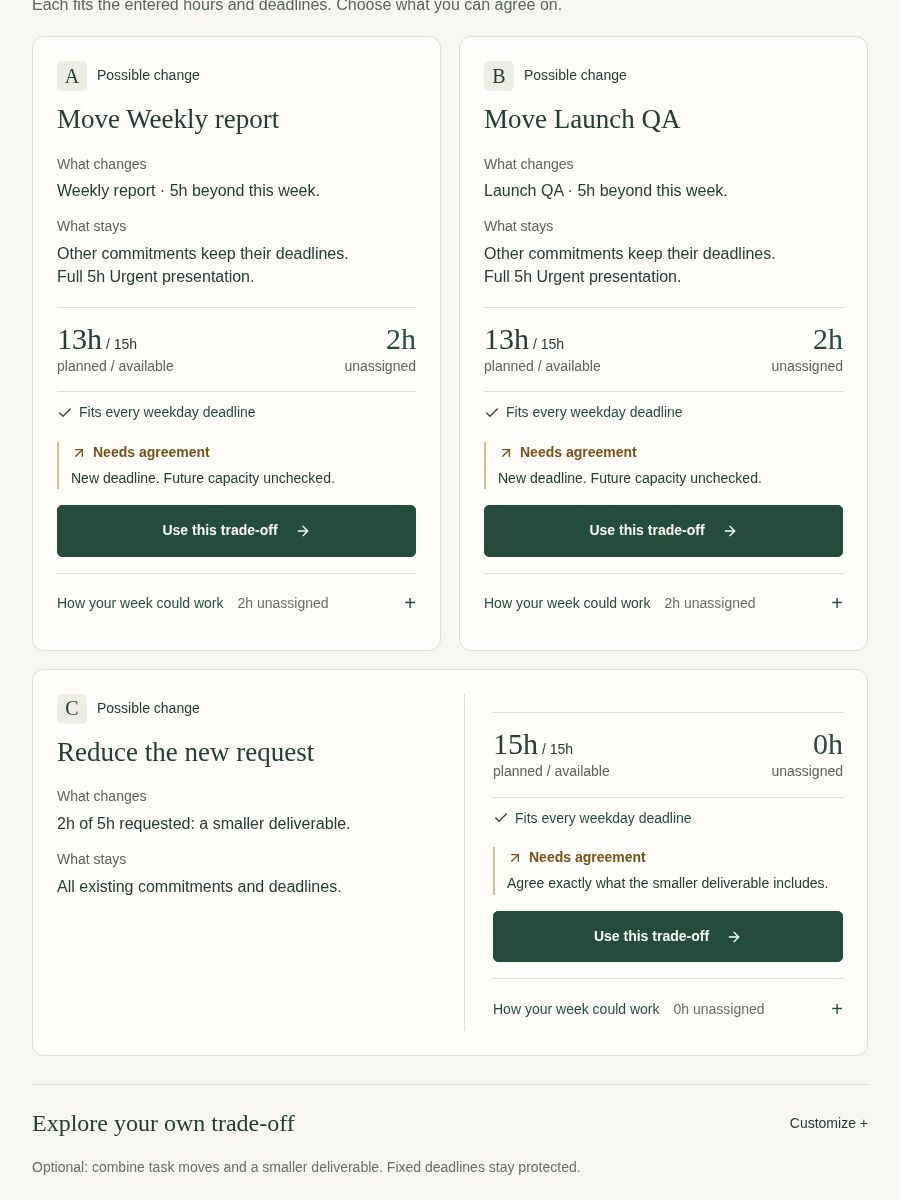 Each fits the entered hours and deadlines. Choose what you can agree on.
A Possible change
Move Weekly report
What changes
Weekly report · 5h beyond this week.
What stays
Other commitments keep their deadlines.
Full 5h Urgent presentation.
13h / 15h
planned / available
2h
unassigned
Fits every weekday deadline
Needs agreement
New deadline. Future capacity unchecked.
Use this trade-off →
How your week could work 2h unassigned +
B Possible change
Move Launch QA
What changes
Launch QA · 5h beyond this week.
What stays
Other commitments keep their deadlines.
Full 5h Urgent presentation.
13h / 15h
planned / available
2h
unassigned
Fits every weekday deadline
Needs agreement
New deadline. Future capacity unchecked.
Use this trade-off →
How your week could work 2h unassigned +
C Possible change
Reduce the new request
What changes
2h of 5h requested: a smaller deliverable.
What stays
All existing commitments and deadlines.
15h / 15h
planned / available
0h
unassigned
Fits every weekday deadline
Needs agreement
Agree exactly what the smaller deliverable includes.
Use this trade-off →
How your week could work 0h unassigned +
Explore your own trade-off
Customize +
Optional: combine task moves and a smaller deliverable. Fixed deadlines stay protected.